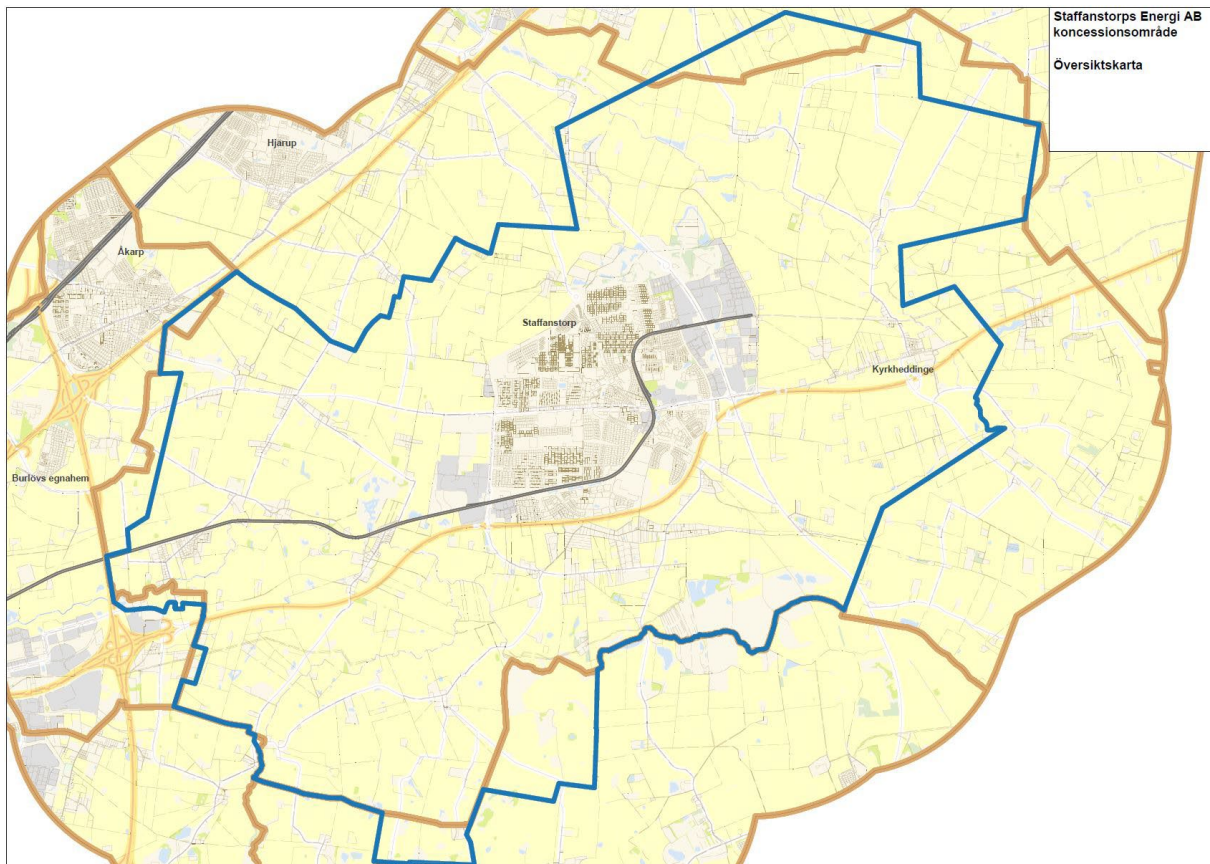 Staffanstorps Energi AB
koncessionsområde
Översiktskarta
Hjärup
Åkarp
Staffanstorp
Kyrkheddinge
Burlövs egnahem